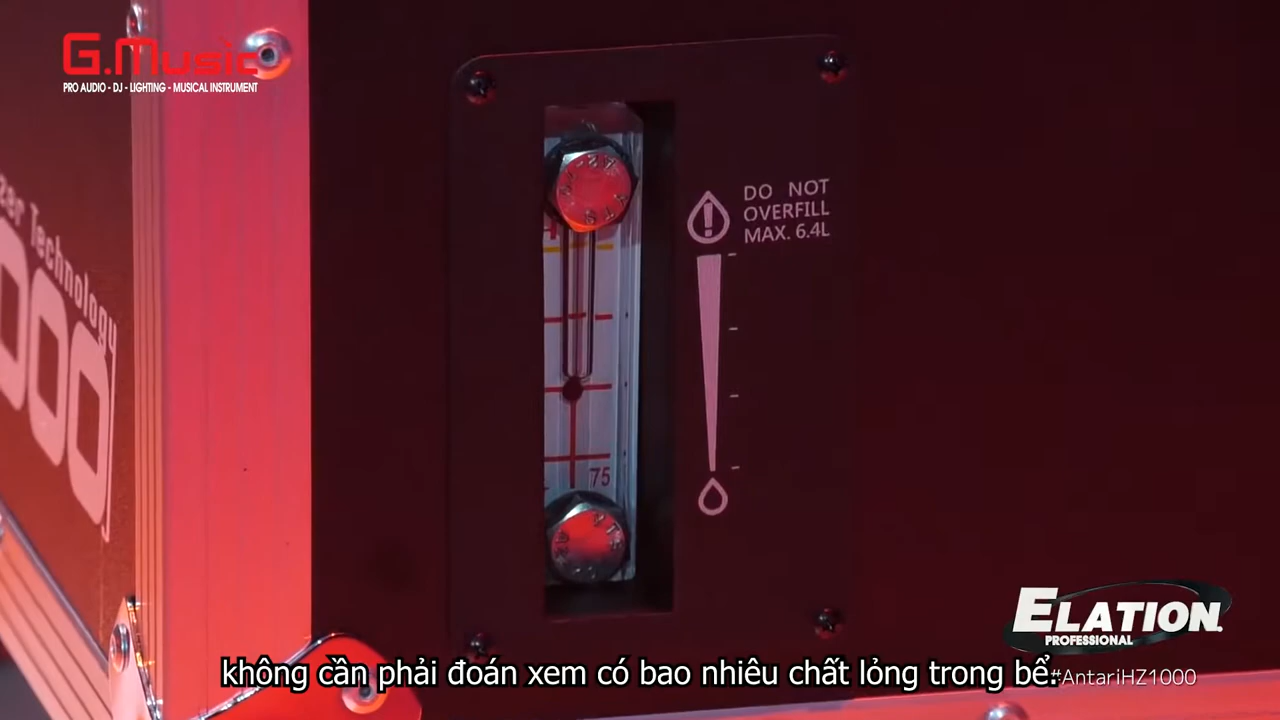 G.Music
PRO AUDIO - DJ - LIGHTING - MUSICAL INSTRUMENT
Technology
DO NOT
OVERFILL
MAX. 6.4L
75
ELATION
PROFESSIONAL
không cần phải đoán xem có bao nhiêu chất lỏng trong bể.
#AntariHZ1000